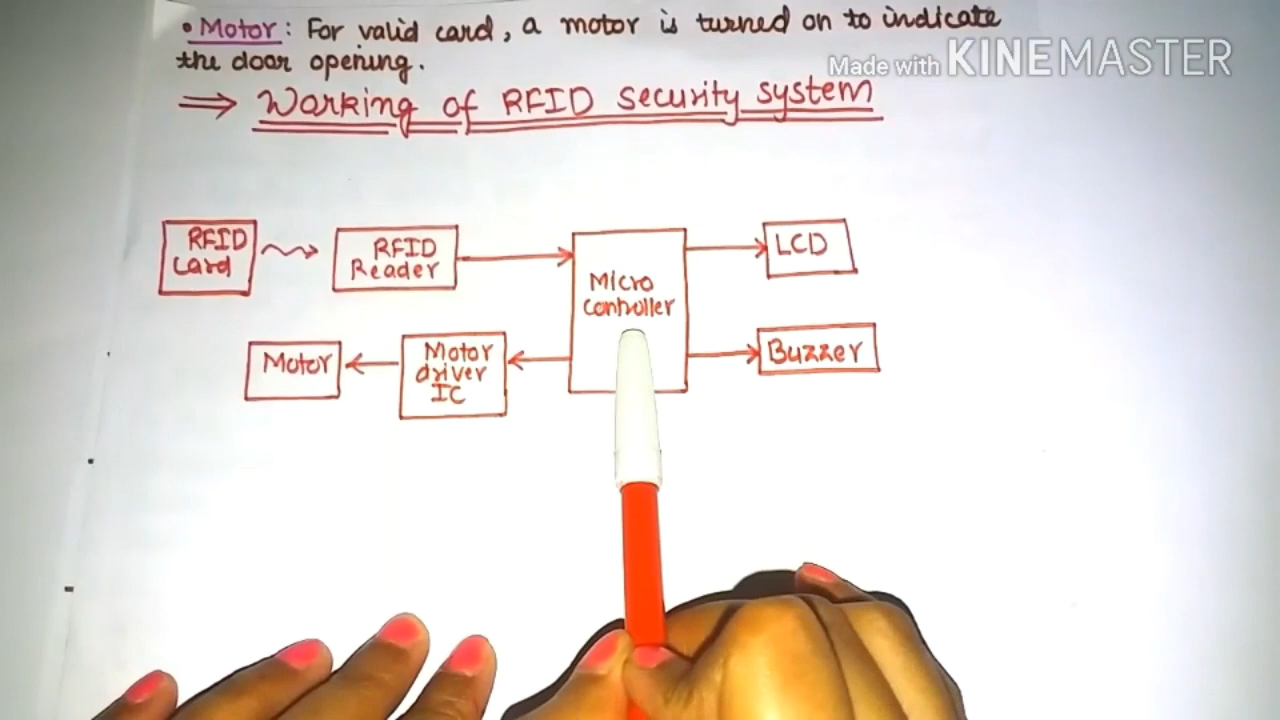 • Motor: For valid card, a motor is turned on to indicate
the door opening.
Made with KINEMASTER
⇒ Working of RFID security system
RFID
Card
RFID
Reader
Micro
Controller
LCD
Motor
Motor
driver
IC
Buzzer